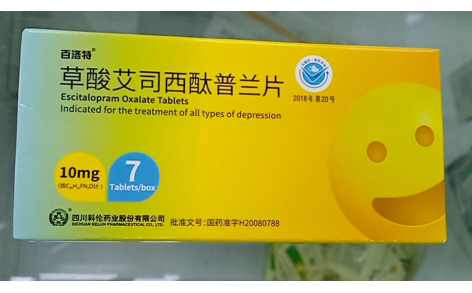 百洛特®
草酸艾司西酞普兰片
Escitalopram Oxalate Tablets
Indicated for the treatment of all types of depression
2018年第20号
10mg
7
Tablets/box
四川科伦药业股份有限公司
SICHUAN KELUN PHARMACEUTICAL CO., LTD.
批准文号:国药准字H20080788